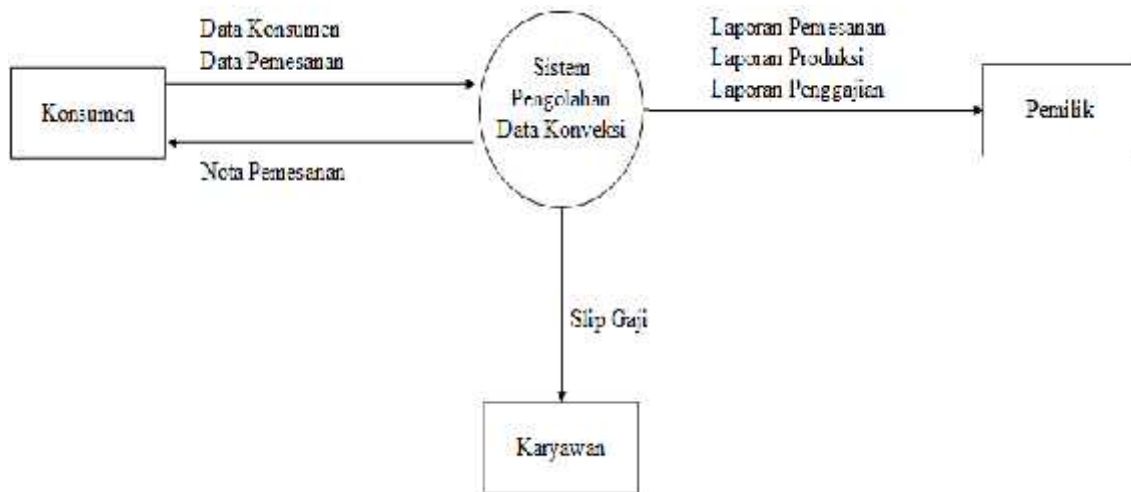 Data Konsumen
Data Pemesanan
Konsumen
Nota Pemesanan
Sistem
Pengolahan
Data Konveksi
Laporan Pemesanan
Laporan Produksi
Laporan Penggajian
Pemilik
Slip Gaji
Karyawan